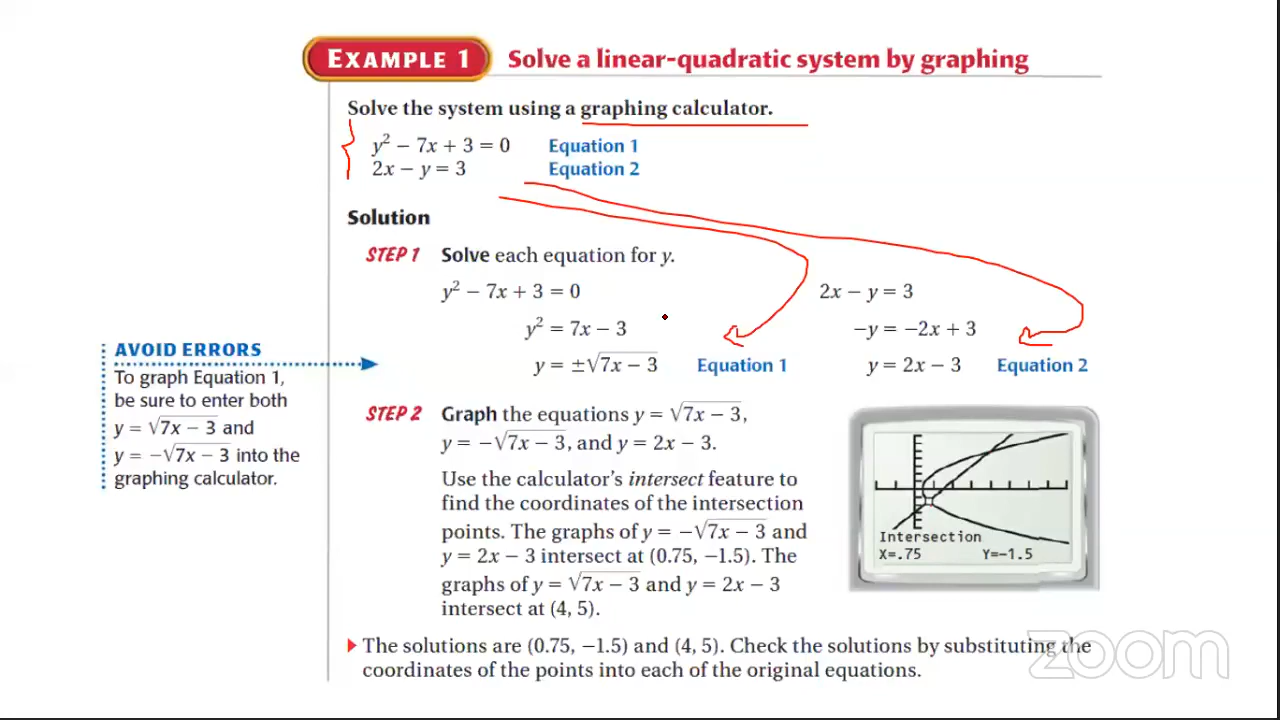 EXAMPLE 1 Solve a linear-quadratic system by graphing
Solve the system using a graphing calculator.
y² − 7x + 3 = 0 Equation 1
2x − y = 3 Equation 2
Solution
STEP 1 Solve each equation for y.
y² − 7x + 3 = 0 2x − y = 3
y² = 7x − 3 −y = −2x + 3
y = ±√7x − 3 Equation 1 y = 2x − 3 Equation 2
AVOID ERRORS
To graph Equation 1,
be sure to enter both
y = √7x − 3 and
y = −√7x − 3 into the
graphing calculator.
STEP 2 Graph the equations y = √7x − 3,
y = −√7x − 3, and y = 2x − 3.
Use the calculator's intersect feature to
find the coordinates of the intersection
points. The graphs of y = −√7x − 3 and
y = 2x − 3 intersect at (0.75, −1.5). The
graphs of y = √7x − 3 and y = 2x − 3
intersect at (4, 5).
Intersection
X=.75 Y=-1.5
The solutions are (0.75, −1.5) and (4, 5). Check the solutions by substituting the
coordinates of the points into each of the original equations.
zoom